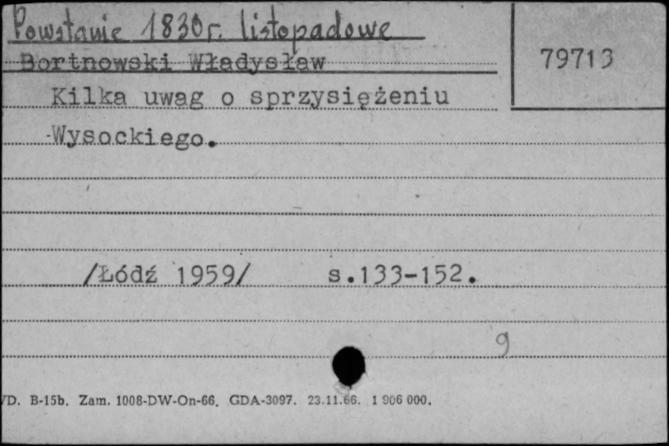 Powstanie 1830r. listopadowe
Bortnowski Władysław
79713
Kilka uwag o sprzysiężeniu
Wysockiego.
/Łódź 1959/ s.133-152.
9
/D. B-15b. Zam. 1008-DW-On-66. GDA-3097. 23.11.66. 1 906 000.